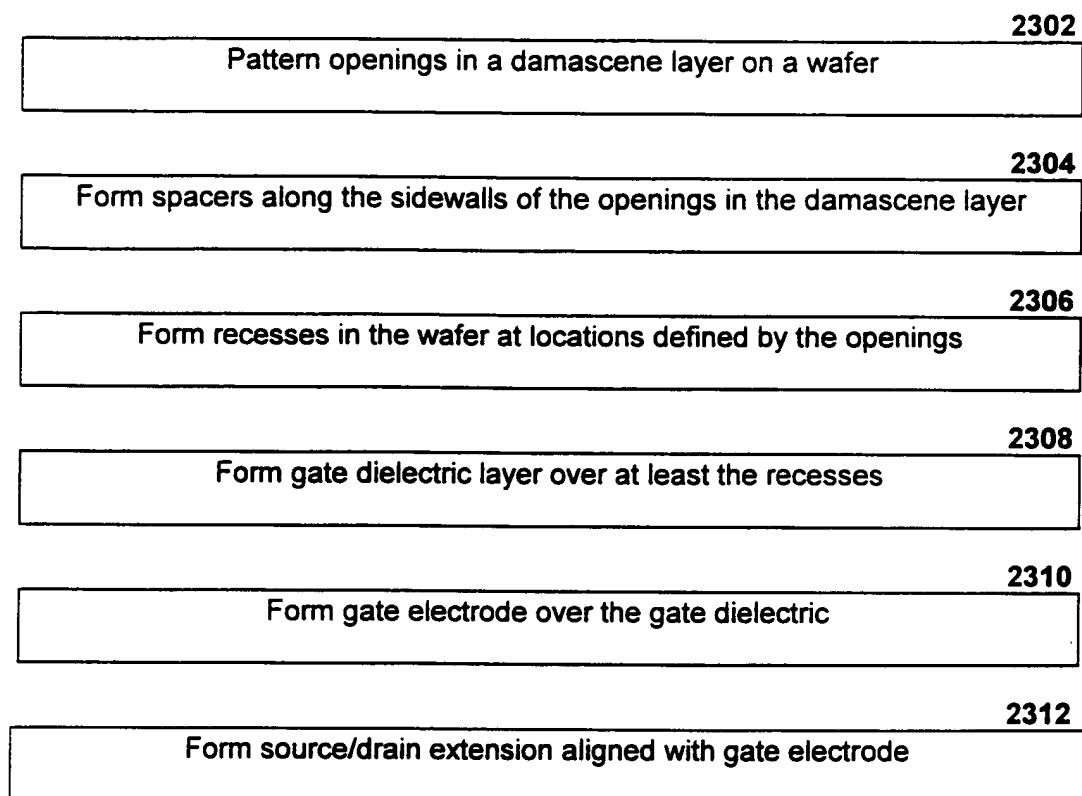 2302
Pattern openings in a damascene layer on a wafer
2304
Form spacers along the sidewalls of the openings in the damascene layer
2306
Form recesses in the wafer at locations defined by the openings
2308
Form gate dielectric layer over at least the recesses
2310
Form gate electrode over the gate dielectric
2312
Form source/drain extension aligned with gate electrode